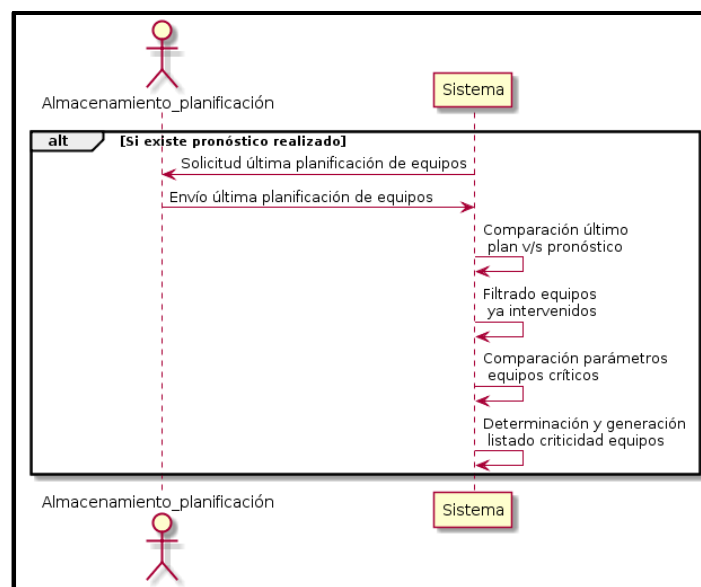 Almacenamiento_planificación
Sistema
alt
[Si existe pronóstico realizado]
Solicitud última planificación de equipos
Envío última planificación de equipos
Comparación último
plan v/s pronóstico
Filtrado equipos
ya intervenidos
Comparación parámetros
equipos críticos
Determinación y generación
listado criticidad equipos
Almacenamiento_planificación
Sistema